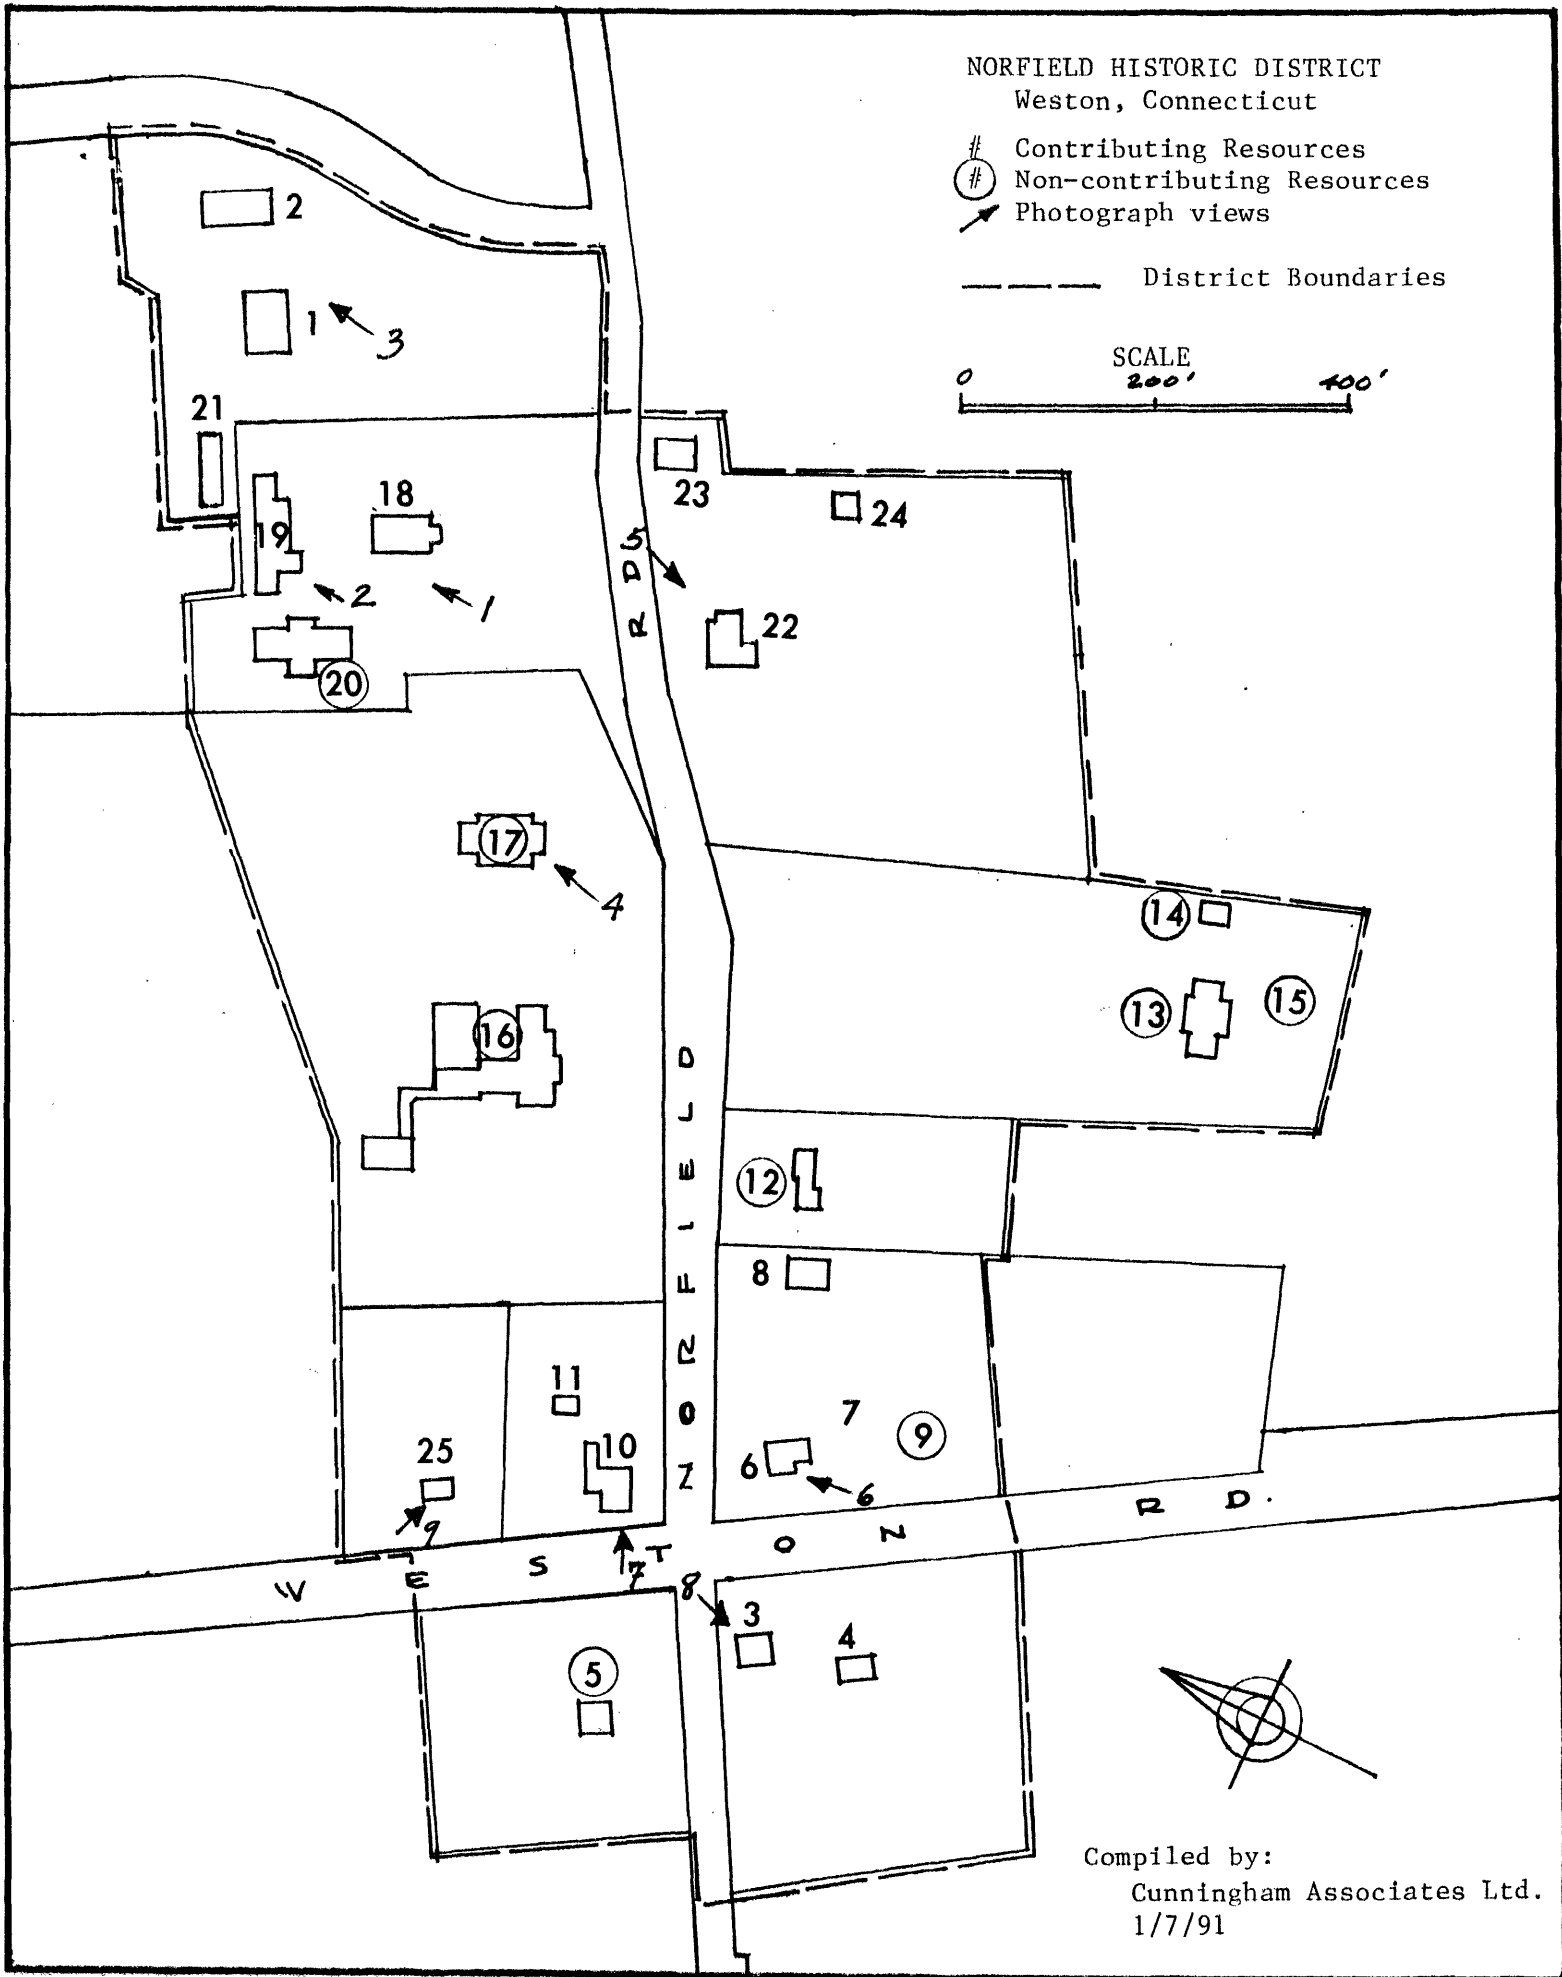 NORFIELD HISTORIC DISTRICT
Weston, Connecticut
# Contributing Resources
# Non-contributing Resources
Photograph views
District Boundaries
SCALE
0 200' 400'
2
1
3
21
18
19
2
1
20
23
24
5
22
17
4
14
13
15
16
12
8
11
10
25
9
7
9
6
6
NORFIELD RD
WESTON RD.
7
8
3
4
5
Compiled by:
Cunningham Associates Ltd.
1/7/91